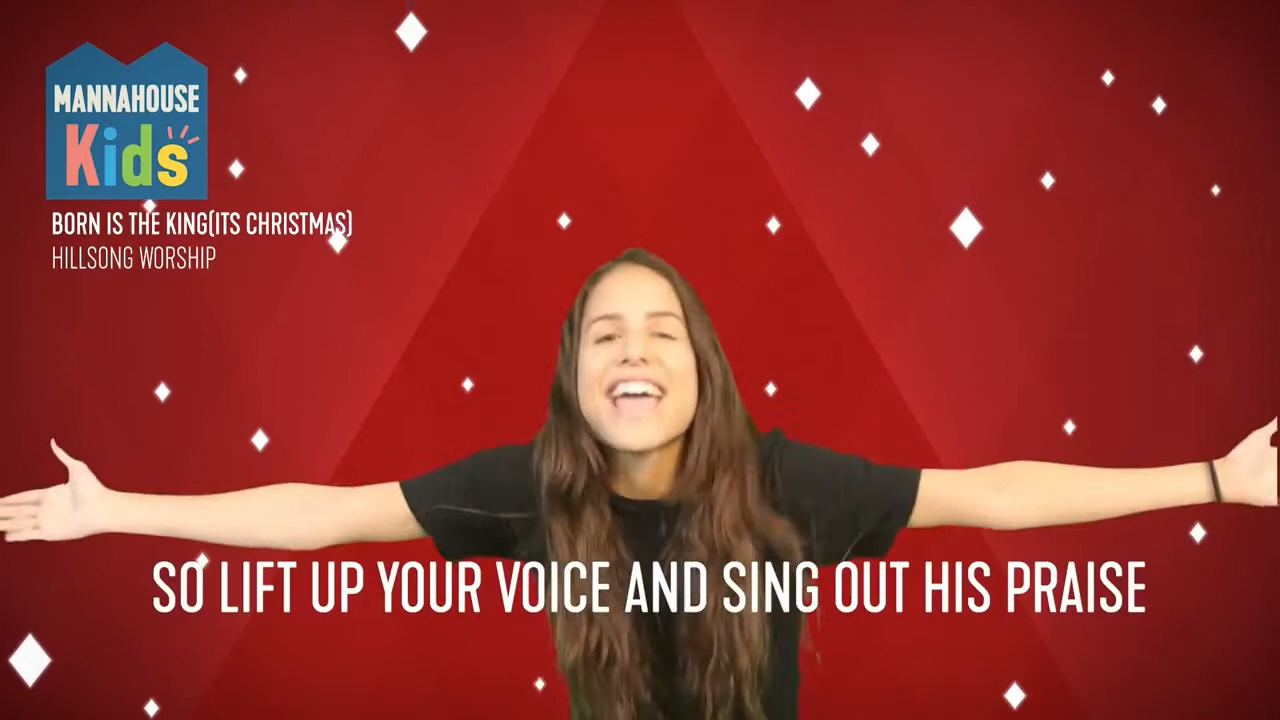 MANNAHOUSE
Kids
BORN IS THE KING(ITS CHRISTMAS)
HILLSONG WORSHIP
SO LIFT UP YOUR VOICE AND SING OUT HIS PRAISE